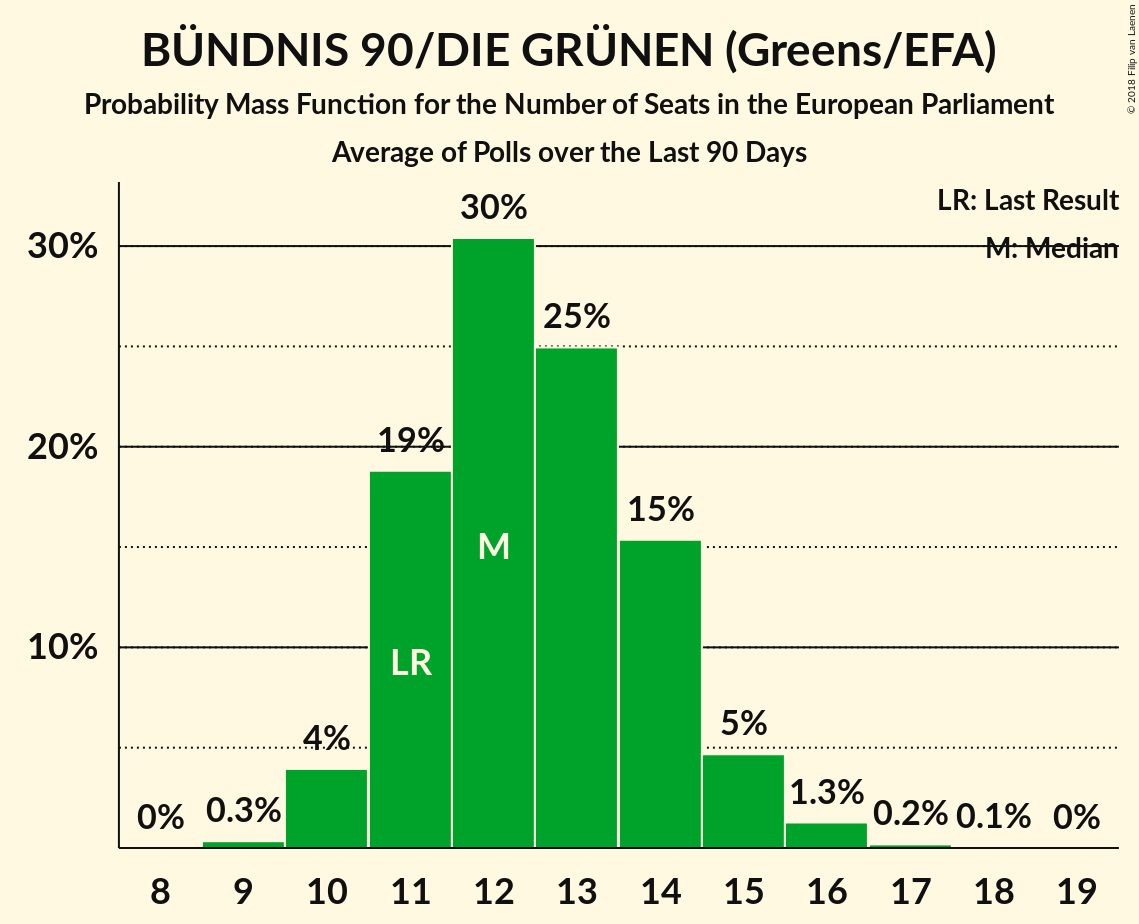 BÜNDNIS 90/DIE GRÜNEN (Greens/EFA)
Probability Mass Function for the Number of Seats in the European Parliament
Average of Polls over the Last 90 Days
© 2018 Filip van Laenen
LR: Last Result
M: Median
30%
20%
10%
0%
0.3%
4%
19%
30%
25%
15%
5%
1.3%
0.2%
0.1%
0%
LR
M
8 9 10 11 12 13 14 15 16 17 18 19